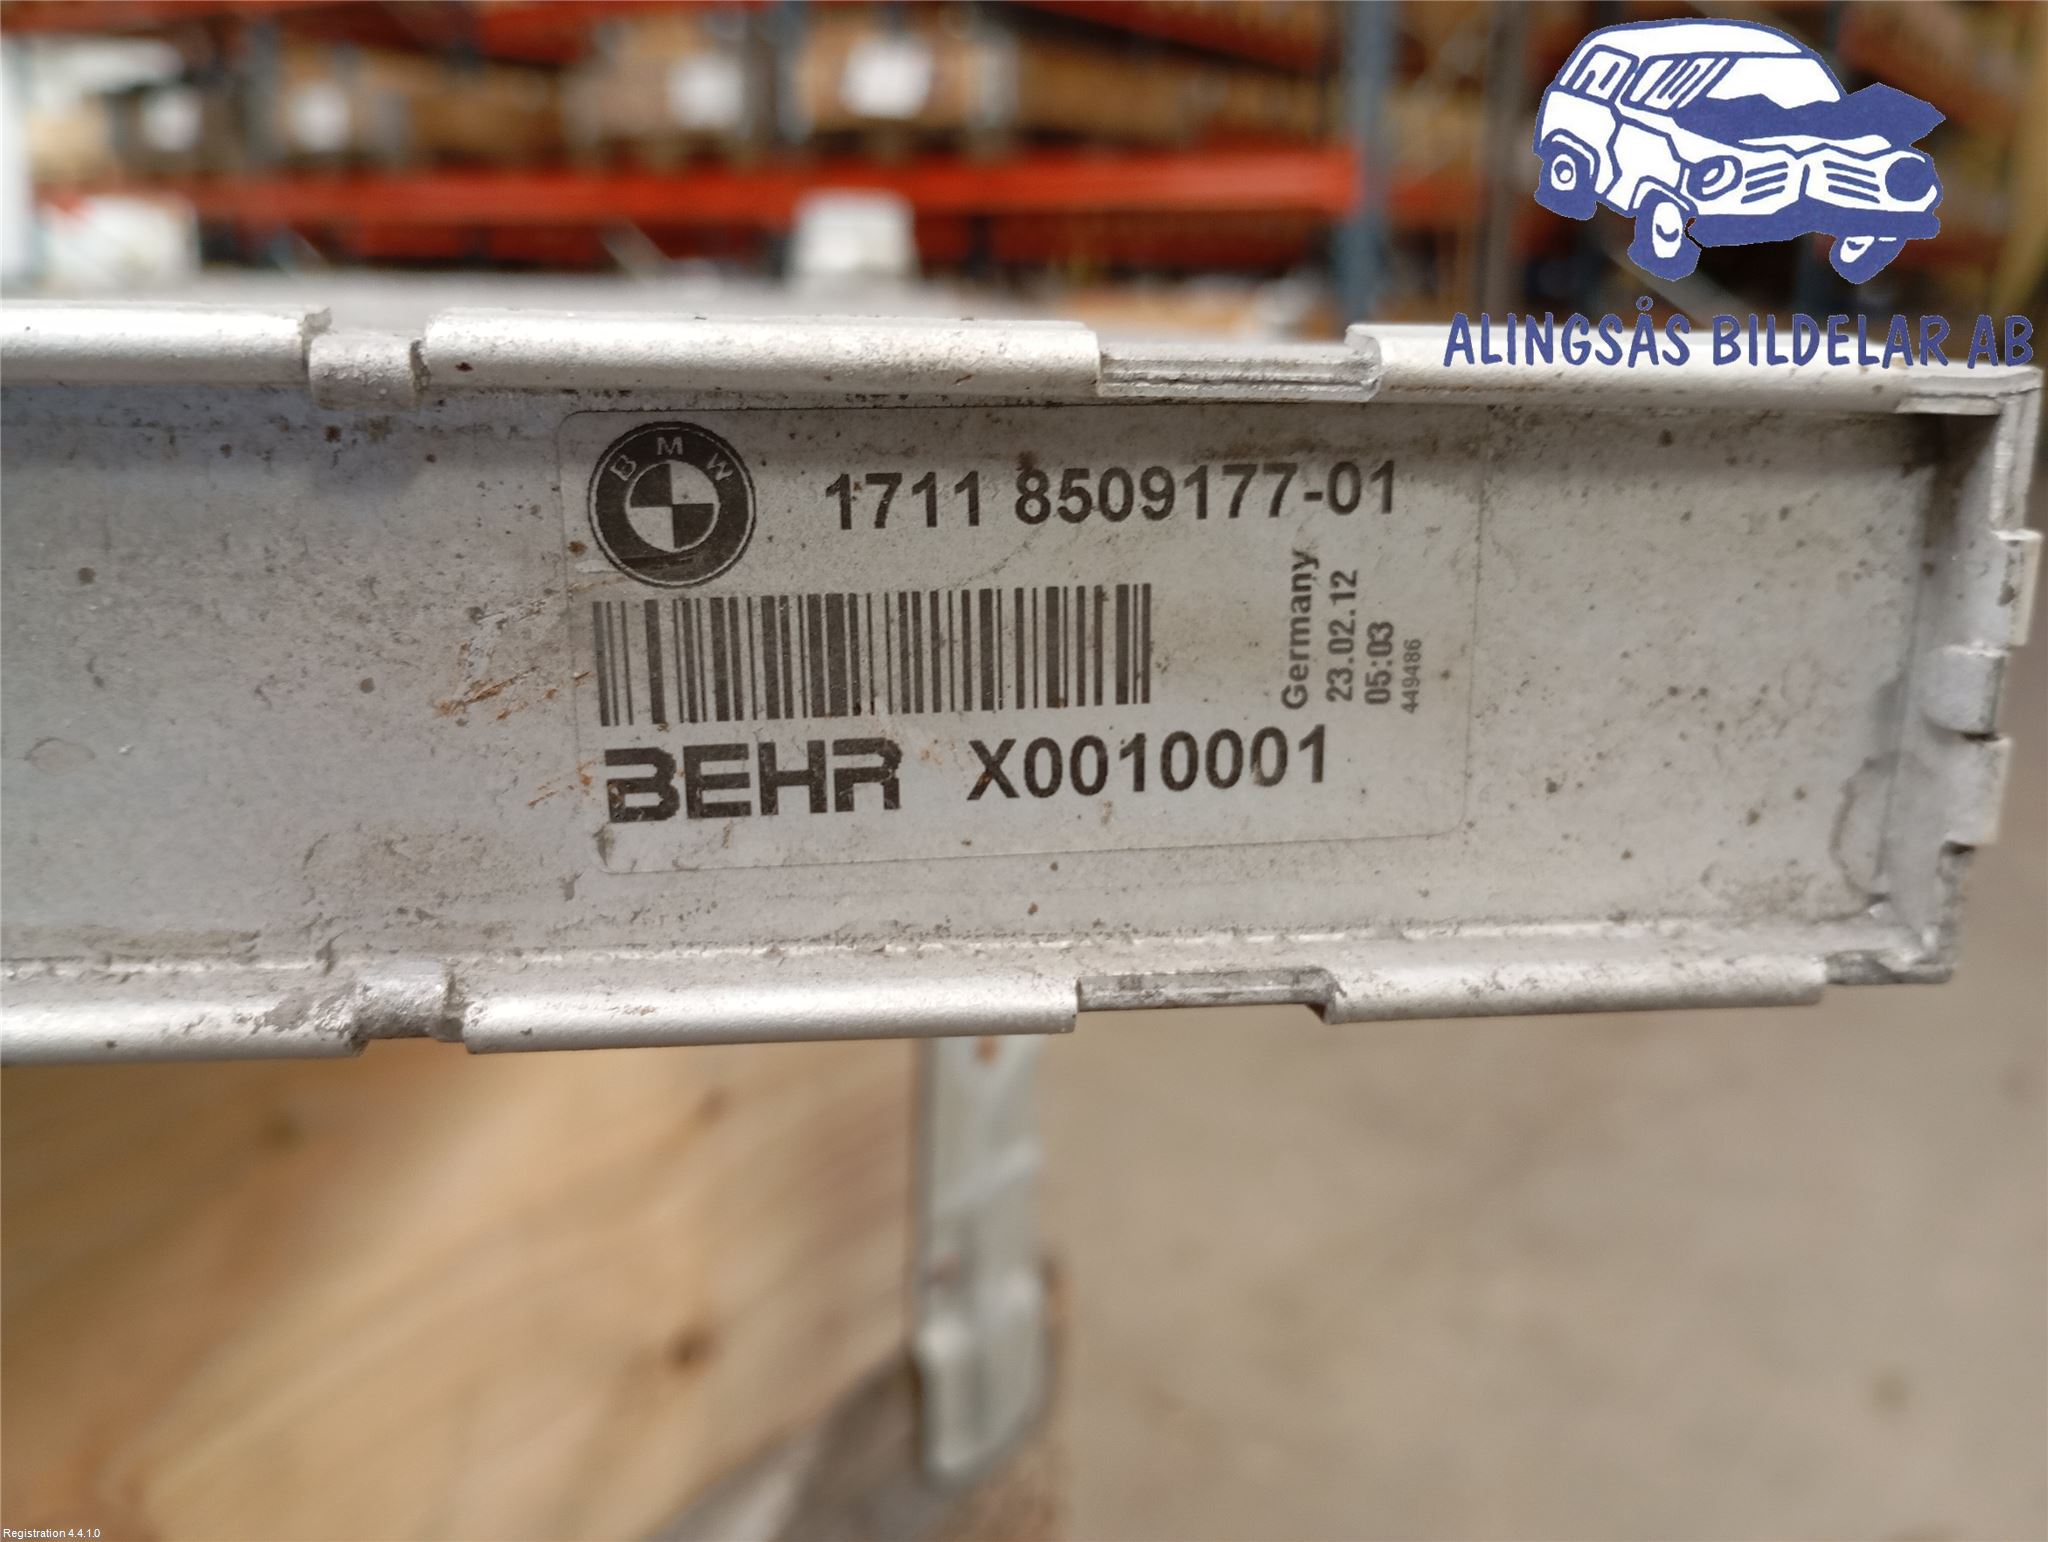 ALINGSÅS BILDELAR AB
BMW
1711 8509177-01
Germany
23.02.12
05:03
449486
BEHR X0010001
Registration 4.4.1.0